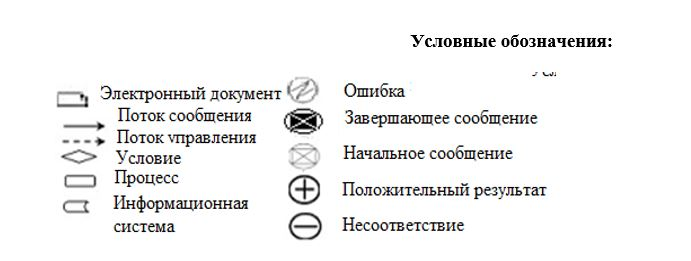 Условные обозначения:
Электронный документ
Поток сообщения
Поток управления
Условие
Процесс
Информационная
система
Ошибка
Завершающее сообщение
Начальное сообщение
Положительный результат
Несоответствие